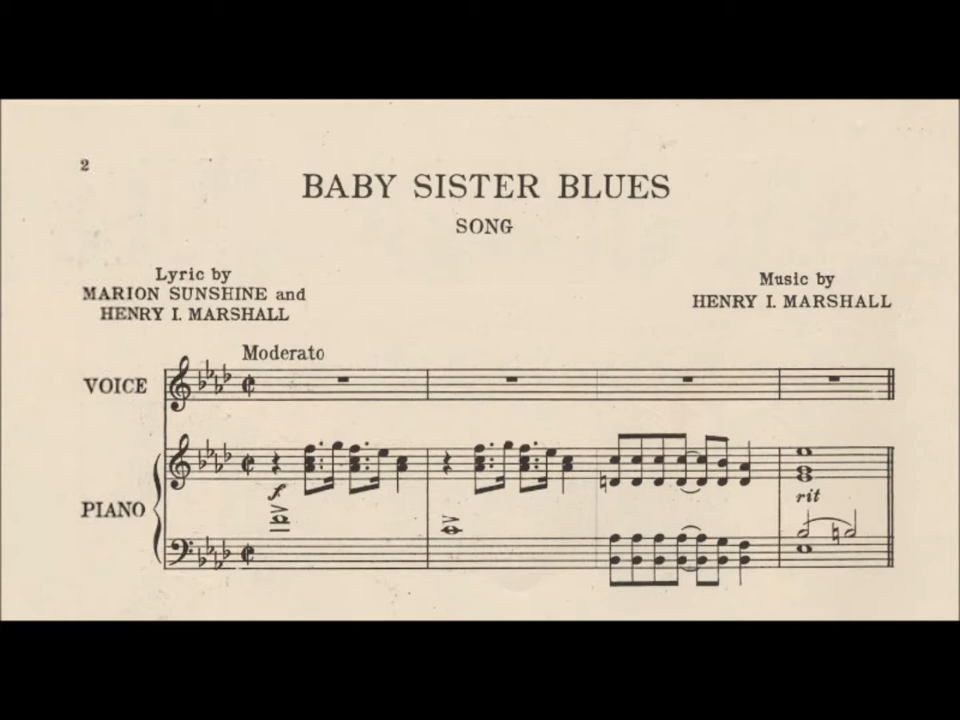 2
BABY SISTER BLUES
SONG
Lyric by
MARION SUNSHINE and
HENRY I. MARSHALL
Music by
HENRY I. MARSHALL
Moderato
VOICE
PIANO
f
rit